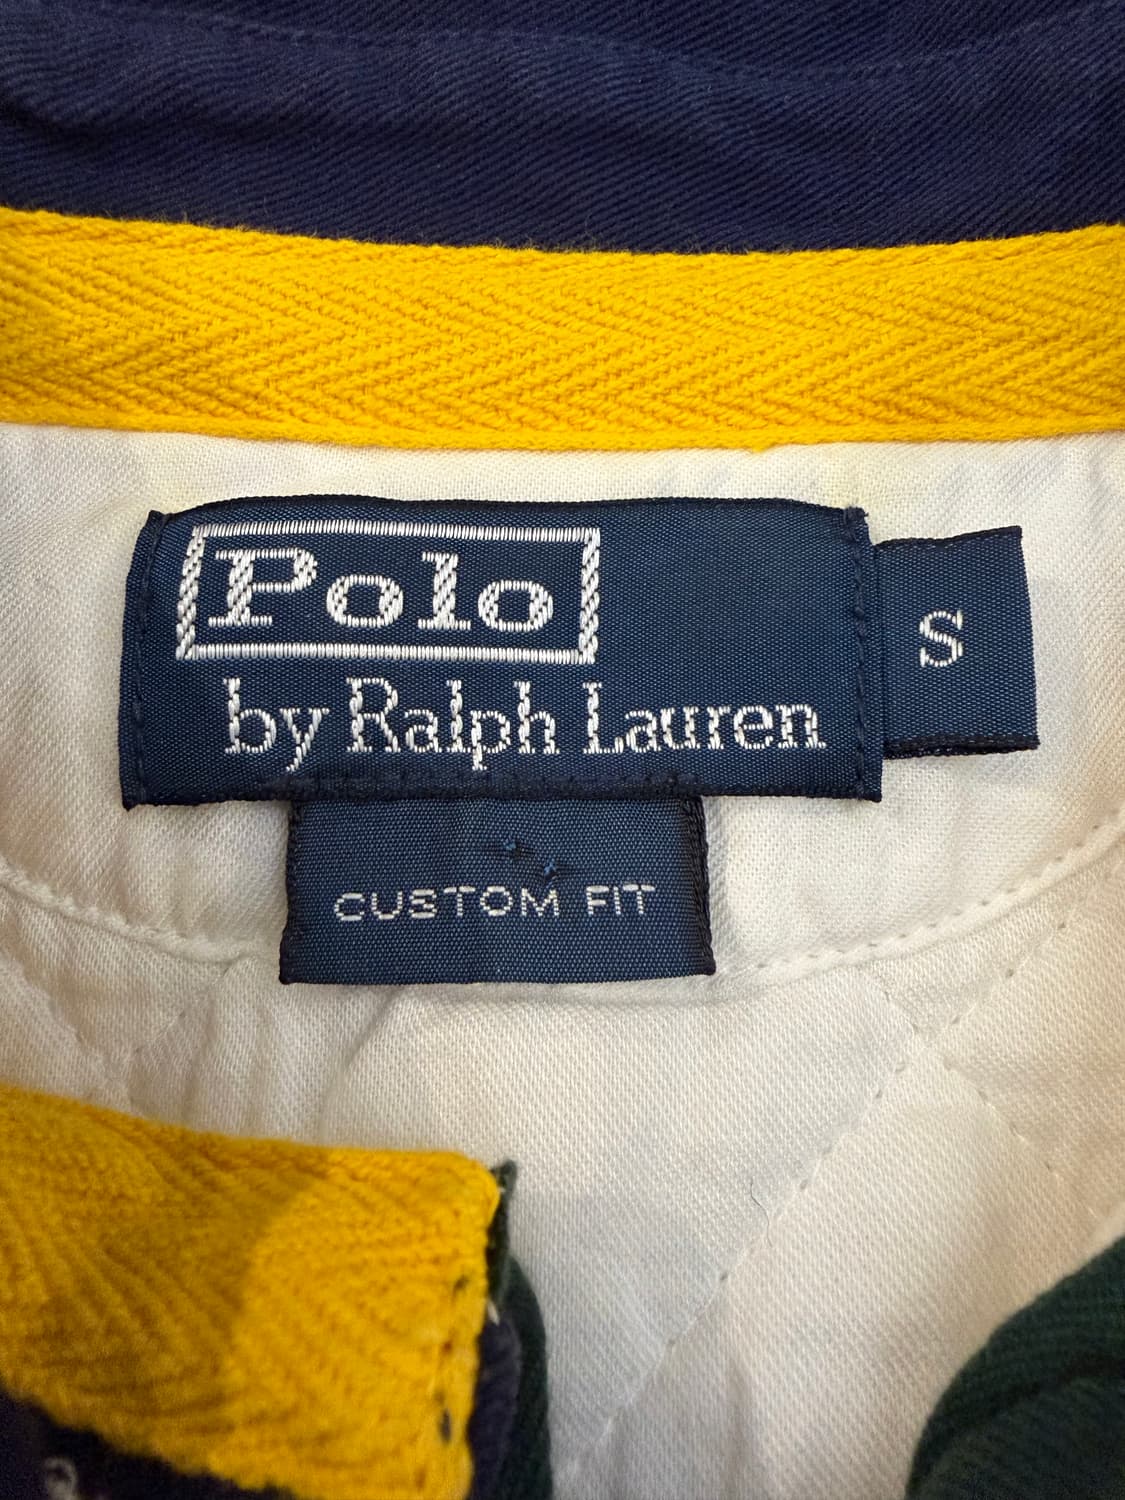 Polo
by Ralph Lauren
S
CUSTOM FIT